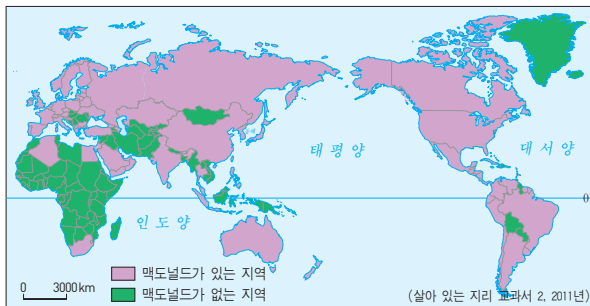 태평양
대서양
인도양
0
맥도널드가 있는 지역
맥도널드가 없는 지역
0 3000km
(살아 있는 지리 교과서 2, 2011년)